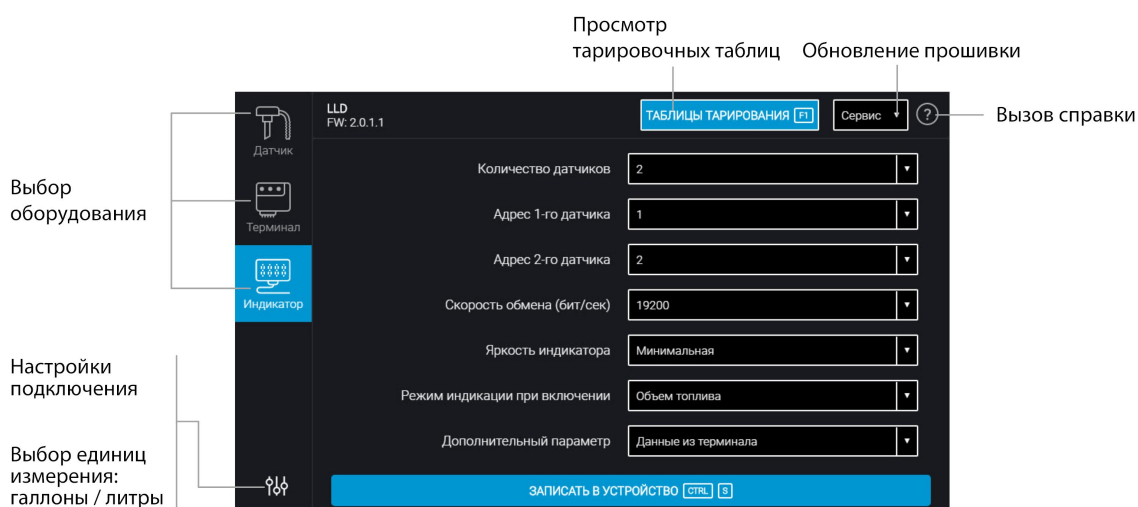 Просмотр
тарировочных таблиц
Обновление прошивки
LLD
FW: 2.0.1.1
ТАБЛИЦЫ ТАРИРОВАНИЯ F1
Сервис
?
Вызов справки
Выбор
оборудования
Датчик
Терминал
Индикатор
Количество датчиков 2
Адрес 1-го датчика 1
Адрес 2-го датчика 2
Скорость обмена (бит/сек) 19200
Яркость индикатора Минимальная
Режим индикации при включении Объем топлива
Дополнительный параметр Данные из терминала
Настройки
подключения
Выбор единиц
измерения:
галлоны / литры
ЗАПИСАТЬ В УСТРОЙСТВО CTRL S